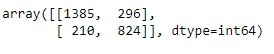 array([[1385,  296],
       [ 210,  824]], dtype=int64)